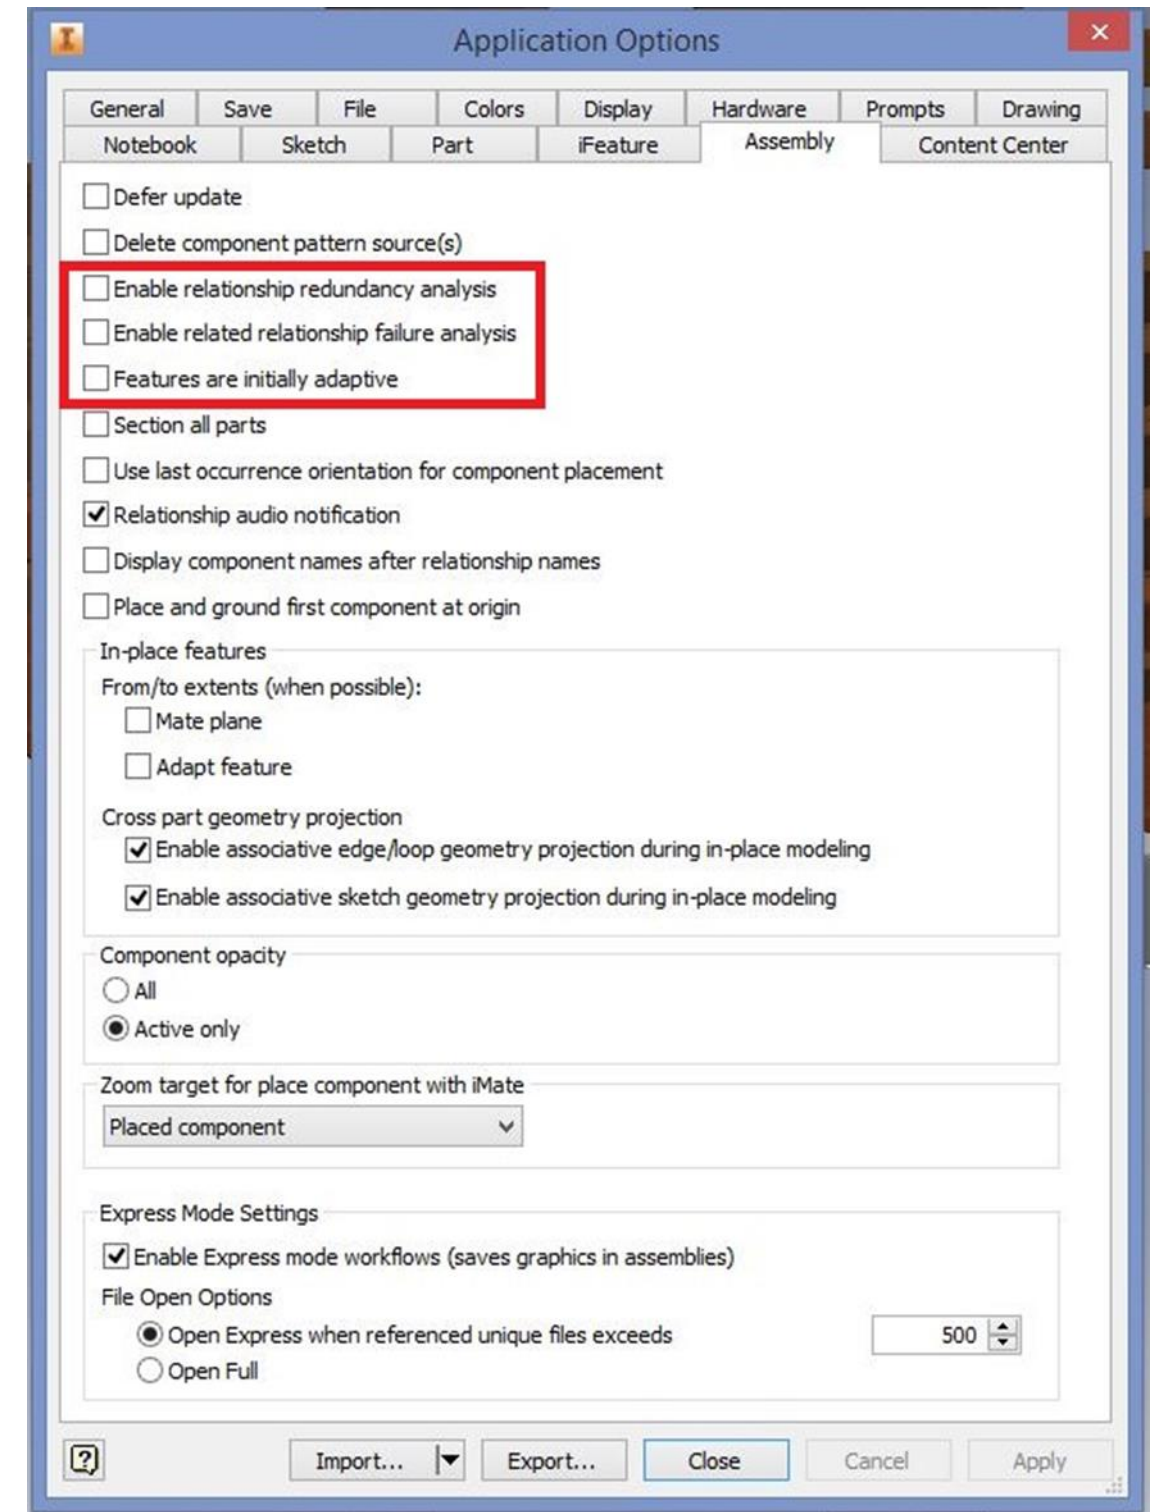 Application Options
General Save File Colors Display Hardware Prompts Drawing
Notebook Sketch Part iFeature Assembly Content Center
Defer update
Delete component pattern source(s)
Enable relationship redundancy analysis
Enable related relationship failure analysis
Features are initially adaptive
Section all parts
Use last occurrence orientation for component placement
Relationship audio notification
Display component names after relationship names
Place and ground first component at origin
In-place features
From/to extents (when possible):
Mate plane
Adapt feature
Cross part geometry projection
Enable associative edge/loop geometry projection during in-place modeling
Enable associative sketch geometry projection during in-place modeling
Component opacity
All
Active only
Zoom target for place component with iMate
Placed component
Express Mode Settings
Enable Express mode workflows (saves graphics in assemblies)
File Open Options
Open Express when referenced unique files exceeds 500
Open Full
Import... Export... Close Cancel Apply